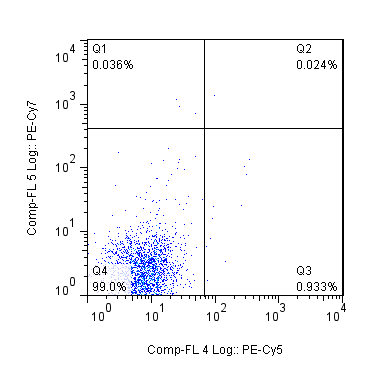 Q1
0.036%
Q2
0.024%
Q4
99.0%
Q3
0.933%
10^4
10^3
10^2
10^1
10^0
10^0 10^1 10^2 10^3 10^4
Comp-FL 5 Log:: PE-Cy7
Comp-FL 4 Log:: PE-Cy5